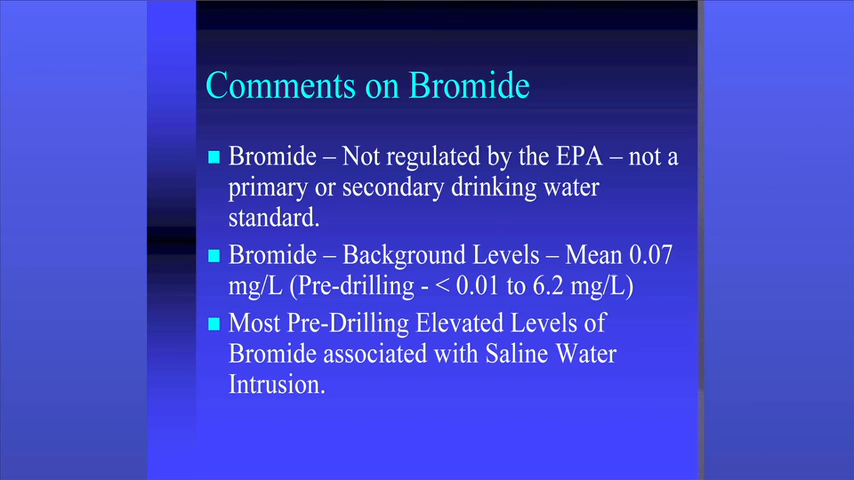 Comments on Bromide
Bromide – Not regulated by the EPA – not a
primary or secondary drinking water
standard.
Bromide – Background Levels – Mean 0.07
mg/L (Pre-drilling - < 0.01 to 6.2 mg/L)
Most Pre-Drilling Elevated Levels of
Bromide associated with Saline Water
Intrusion.